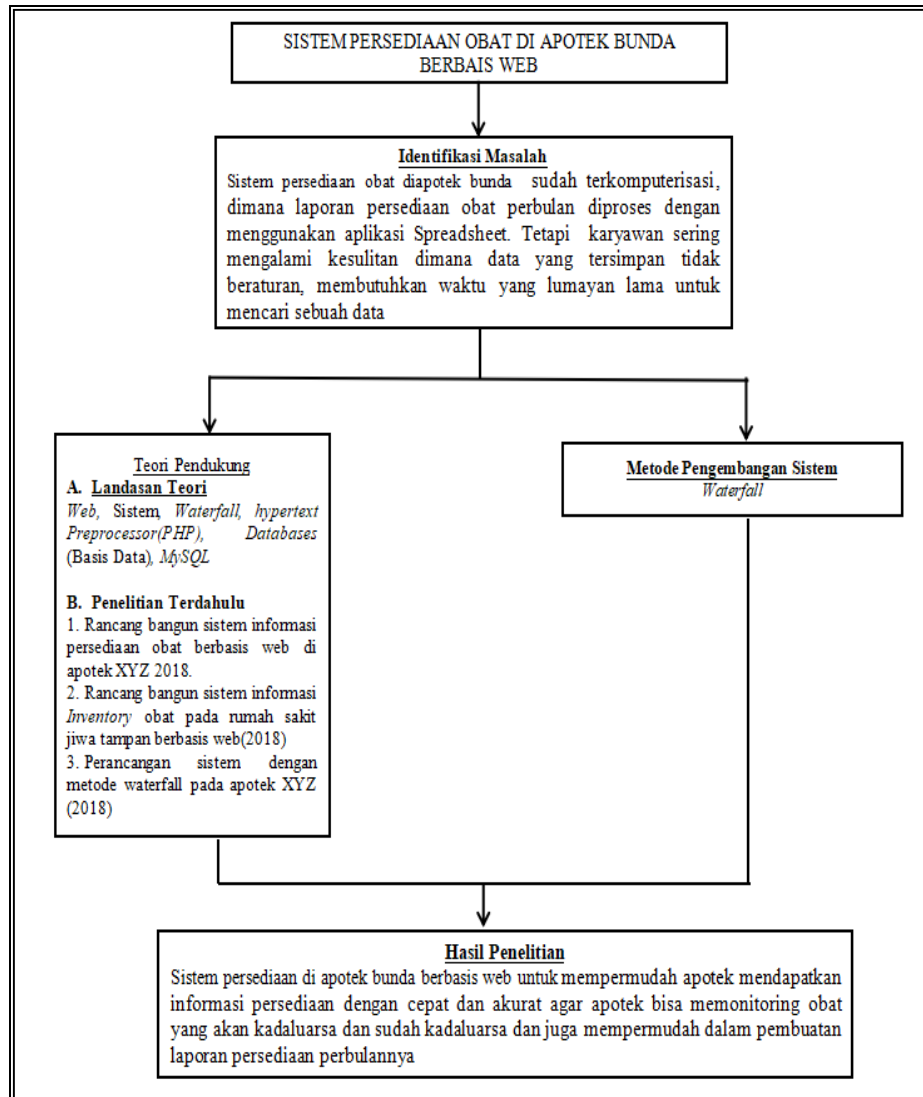 SISTEM PERSEDIAAN OBAT DI APOTEK BUNDA
BERBAIS WEB
Identifikasi Masalah
Sistem persediaan obat diapotek bunda sudah terkomputerisasi,
dimana laporan persediaan obat perbulan diproses dengan
menggunakan aplikasi Spreadsheet. Tetapi karyawan sering
mengalami kesulitan dimana data yang tersimpan tidak
beraturan, membutuhkan waktu yang lumayan lama untuk
mencari sebuah data
Teori Pendukung
A. Landasan Teori
Web, Sistem, Waterfall, hypertext
Preprocessor(PHP), Databases
(Basis Data), MySQL
B. Penelitian Terdahulu
1. Rancang bangun sistem informasi
persediaan obat berbasis web di
apotek XYZ 2018.
2. Rancang bangun sistem informasi
Inventory obat pada rumah sakit
jiwa tampan berbasis web(2018)
3. Perancangan sistem dengan
metode waterfall pada apotek XYZ
(2018)
Metode Pengembangan Sistem
Waterfall
Hasil Penelitian
Sistem persediaan di apotek bunda berbasis web untuk mempermudah apotek mendapatkan
informasi persediaan dengan cepat dan akurat agar apotek bisa memonitoring obat
yang akan kadaluarsa dan sudah kadaluarsa dan juga mempermudah dalam pembuatan
laporan persediaan perbulannya